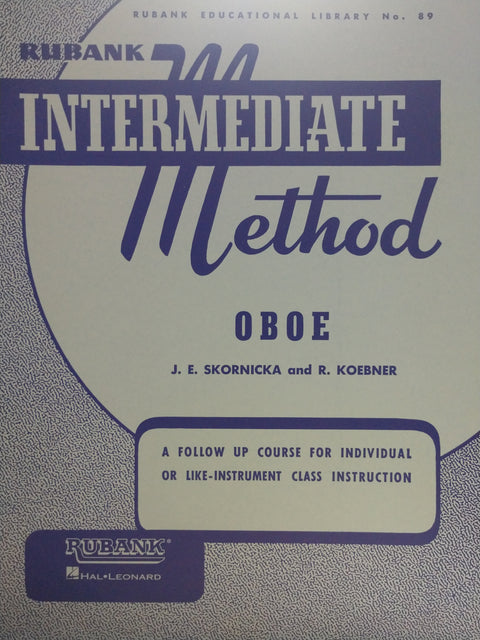 RUBANK EDUCATIONAL LIBRARY No. 89
RUBANK
INTERMEDIATE
Method
OBOE
J. E. SKORNICKA and R. KOEBNER
A FOLLOW UP COURSE FOR INDIVIDUAL
OR LIKE-INSTRUMENT CLASS INSTRUCTION
RUBANK®
HAL•LEONARD